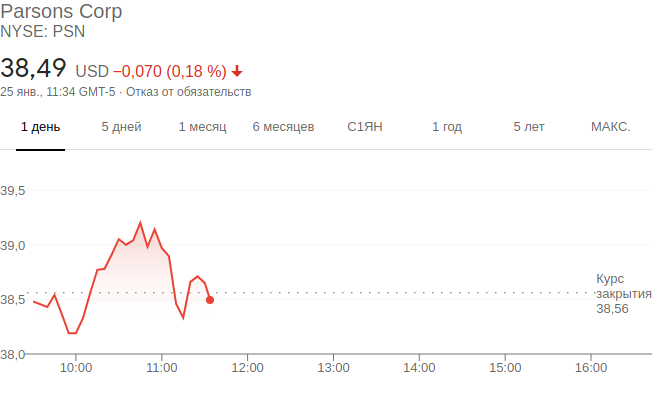 Parsons Corp
NYSE: PSN
38,49 USD −0,070 (0,18 %)
25 янв., 11:34 GMT-5 · Отказ от обязательств
1 день 5 дней 1 месяц 6 месяцев С1ЯН 1 год 5 лет МАКС.
39,5
39,0
38,5
38,0
Курс
закрытия
38,56
10:00 11:00 12:00 13:00 14:00 15:00 16:00